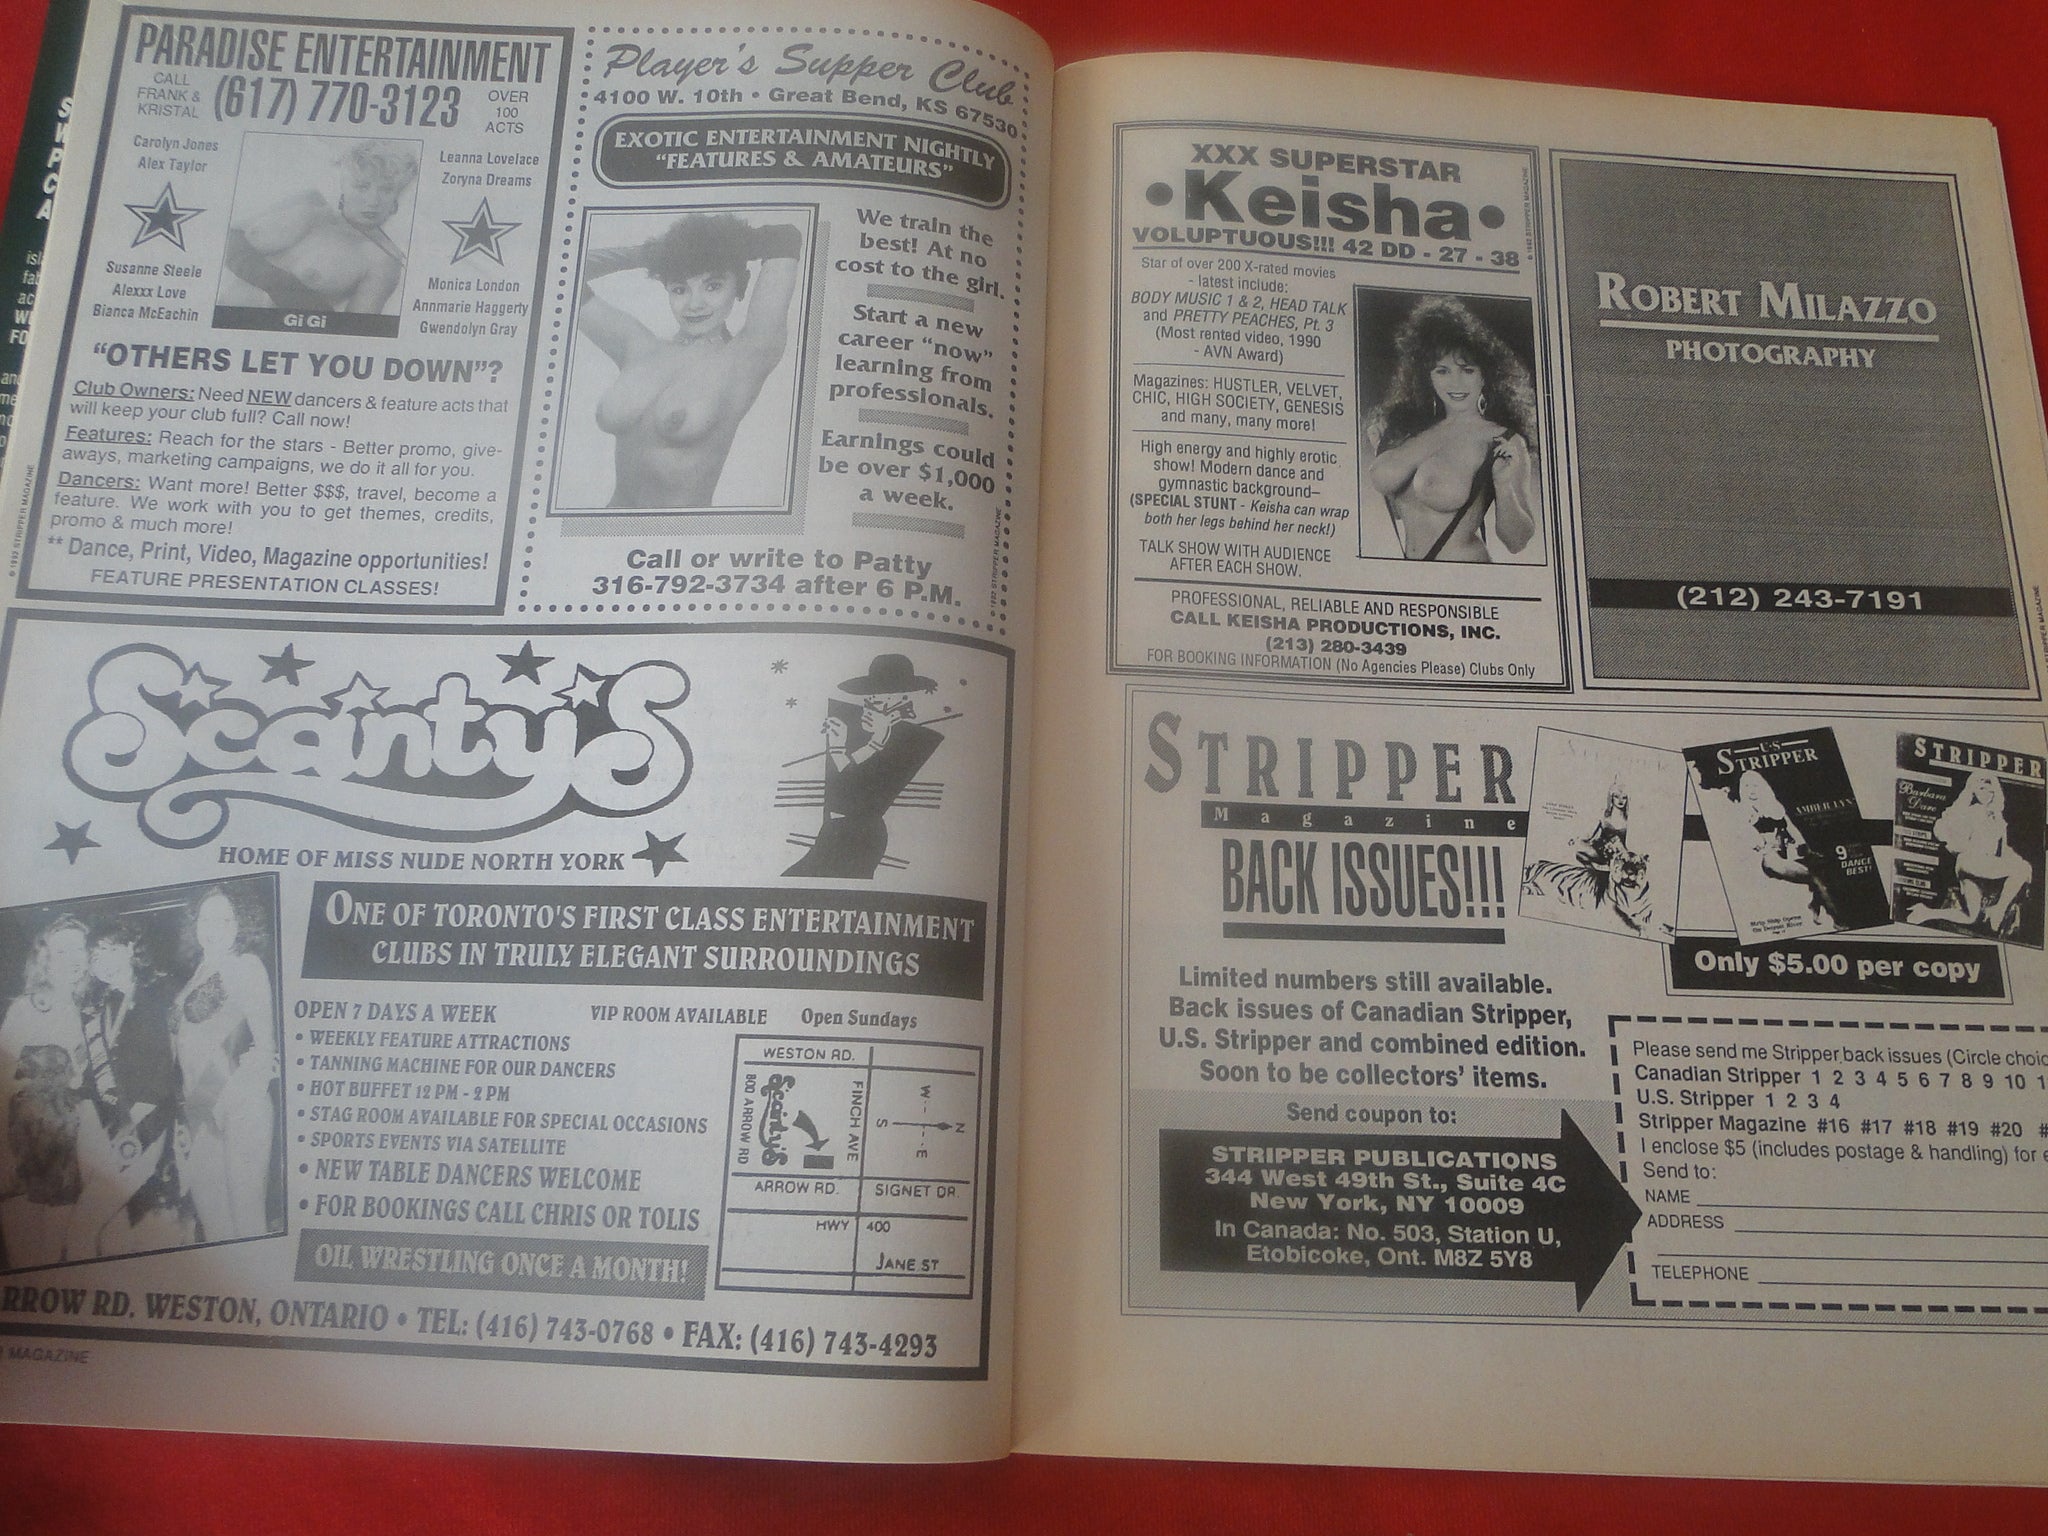 PARADISE ENTERTAINMENT
CALL
FRANK &
KRISTAL
(617) 770-3123
OVER
100
ACTS
Carolyn Jones
Alex Taylor
Leanna Lovelace
Zoryna Dreams
Susanne Steele
Alexxx Love
Bianca McEachin
Monica London
Annmarie Haggerty
Gwendolyn Gray
Gi Gi
"OTHERS LET YOU DOWN"?
Club Owners: Need NEW dancers & feature acts that
will keep your club full? Call now!
Features: Reach for the stars - Better promo, give-
aways, marketing campaigns, we do it all for you.
Dancers: Want more! Better $$$, travel, become a
feature. We work with you to get themes, credits,
promo & much more!
** Dance, Print, Video, Magazine opportunities!
FEATURE PRESENTATION CLASSES!
Player's Supper Club
4100 W. 10th • Great Bend, KS 67530
EXOTIC ENTERTAINMENT NIGHTLY
"FEATURES & AMATEURS"
We train the
best! At no
cost to the girl.
Start a new
career "now"
learning from
professionals.
Earnings could
be over $1,000
a week.
Call or write to Patty
316-792-3734 after 6 P.M.
© 1992 STRIPPER MAGAZINE
Scanty's
HOME OF MISS NUDE NORTH YORK
ONE OF TORONTO'S FIRST CLASS ENTERTAINMENT
CLUBS IN TRULY ELEGANT SURROUNDINGS
OPEN 7 DAYS A WEEK VIP ROOM AVAILABLE Open Sundays
• WEEKLY FEATURE ATTRACTIONS
• TANNING MACHINE FOR OUR DANCERS
• HOT BUFFET 12 PM - 2 PM
• STAG ROOM AVAILABLE FOR SPECIAL OCCASIONS
• SPORTS EVENTS VIA SATELLITE
• NEW TABLE DANCERS WELCOME
• FOR BOOKINGS CALL CHRIS OR TOLIS
OIL WRESTLING ONCE A MONTH!
WESTON RD.
Scanty's
800 ARROW RD
FINCH AVE
W
S
N
E
ARROW RD. SIGNET DR.
HWY 400
JANE ST
RROW RD. WESTON, ONTARIO • TEL: (416) 743-0768 • FAX: (416) 743-4293
MAGAZINE
XXX SUPERSTAR
•Keisha•
VOLUPTUOUS!!! 42 DD - 27 - 38
Star of over 200 X-rated movies
- latest include:
BODY MUSIC 1 & 2, HEAD TALK
and PRETTY PEACHES, Pt. 3
(Most rented video, 1990
- AVN Award)
Magazines: HUSTLER, VELVET,
CHIC, HIGH SOCIETY, GENESIS
and many, many more!
High energy and highly erotic
show! Modern dance and
gymnastic background–
(SPECIAL STUNT - Keisha can wrap
both her legs behind her neck!)
TALK SHOW WITH AUDIENCE
AFTER EACH SHOW.
PROFESSIONAL, RELIABLE AND RESPONSIBLE
CALL KEISHA PRODUCTIONS, INC.
(213) 280-3439
FOR BOOKING INFORMATION (No Agencies Please) Clubs Only
© 1992 STRIPPER MAGAZINE
ROBERT MILAZZO
PHOTOGRAPHY
(212) 243-7191
STRIPPER
Magazine
BACK ISSUES!!!
U·S
STRIPPER
AMBER LYNN
9
DANCE
BEST!
STRIPPER
Barbara
Dare
Only $5.00 per copy
Limited numbers still available.
Back issues of Canadian Stripper,
U.S. Stripper and combined edition.
Soon to be collectors' items.
Send coupon to:
STRIPPER PUBLICATIONS
344 West 49th St., Suite 4C
New York, NY 10009
In Canada: No. 503, Station U,
Etobicoke, Ont. M8Z 5Y8
Please send me Stripper back issues (Circle choic
Canadian Stripper 1 2 3 4 5 6 7 8 9 10 1
U.S. Stripper 1 2 3 4
Stripper Magazine #16 #17 #18 #19 #20 #
I enclose $5 (includes postage & handling) for e
Send to:
NAME
ADDRESS
TELEPHONE